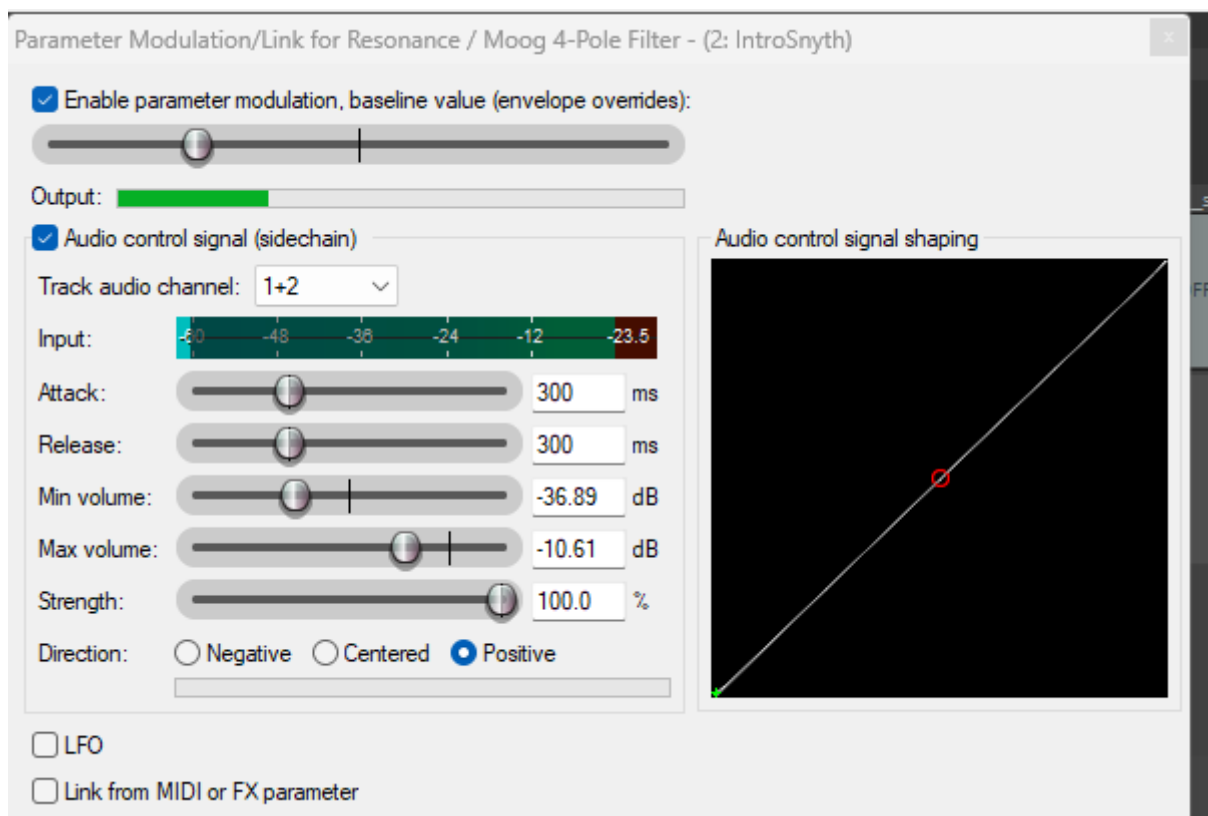 Parameter Modulation/Link for Resonance / Moog 4-Pole Filter - (2: IntroSnyth)
x
Enable parameter modulation, baseline value (envelope overrides):
Output:
Audio control signal (sidechain)
Audio control signal shaping
Track audio channel: 1+2
Input: -60 -48 -36 -24 -12 -23.5
Attack: 300 ms
Release: 300 ms
Min volume: -36.89 dB
Max volume: -10.61 dB
Strength: 100.0 %
Direction: Negative Centered Positive
LFO
Link from MIDI or FX parameter